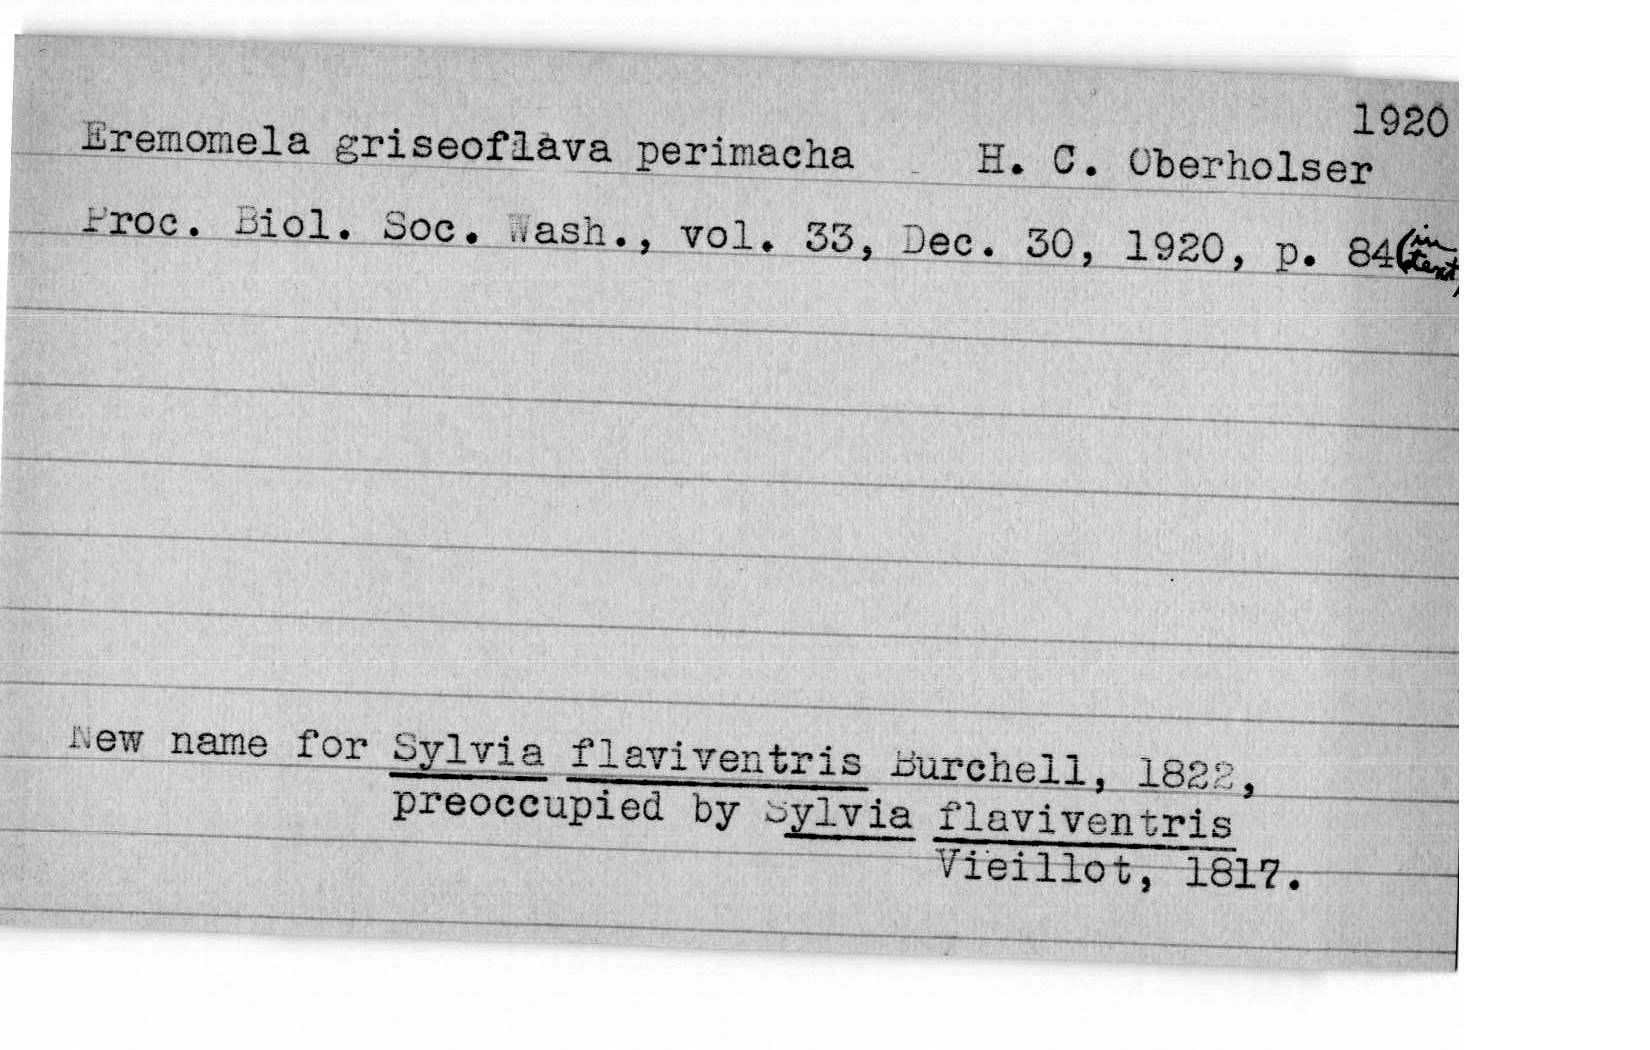 1920
Eremomela griseoflava perimacha H. C. Oberholser
Proc. Biol. Soc. Wash., vol. 33, Dec. 30, 1920, p. 84 (in text)
New name for Sylvia flaviventris Burchell, 1822,
preoccupied by Sylvia flaviventris
Vieillot, 1817.